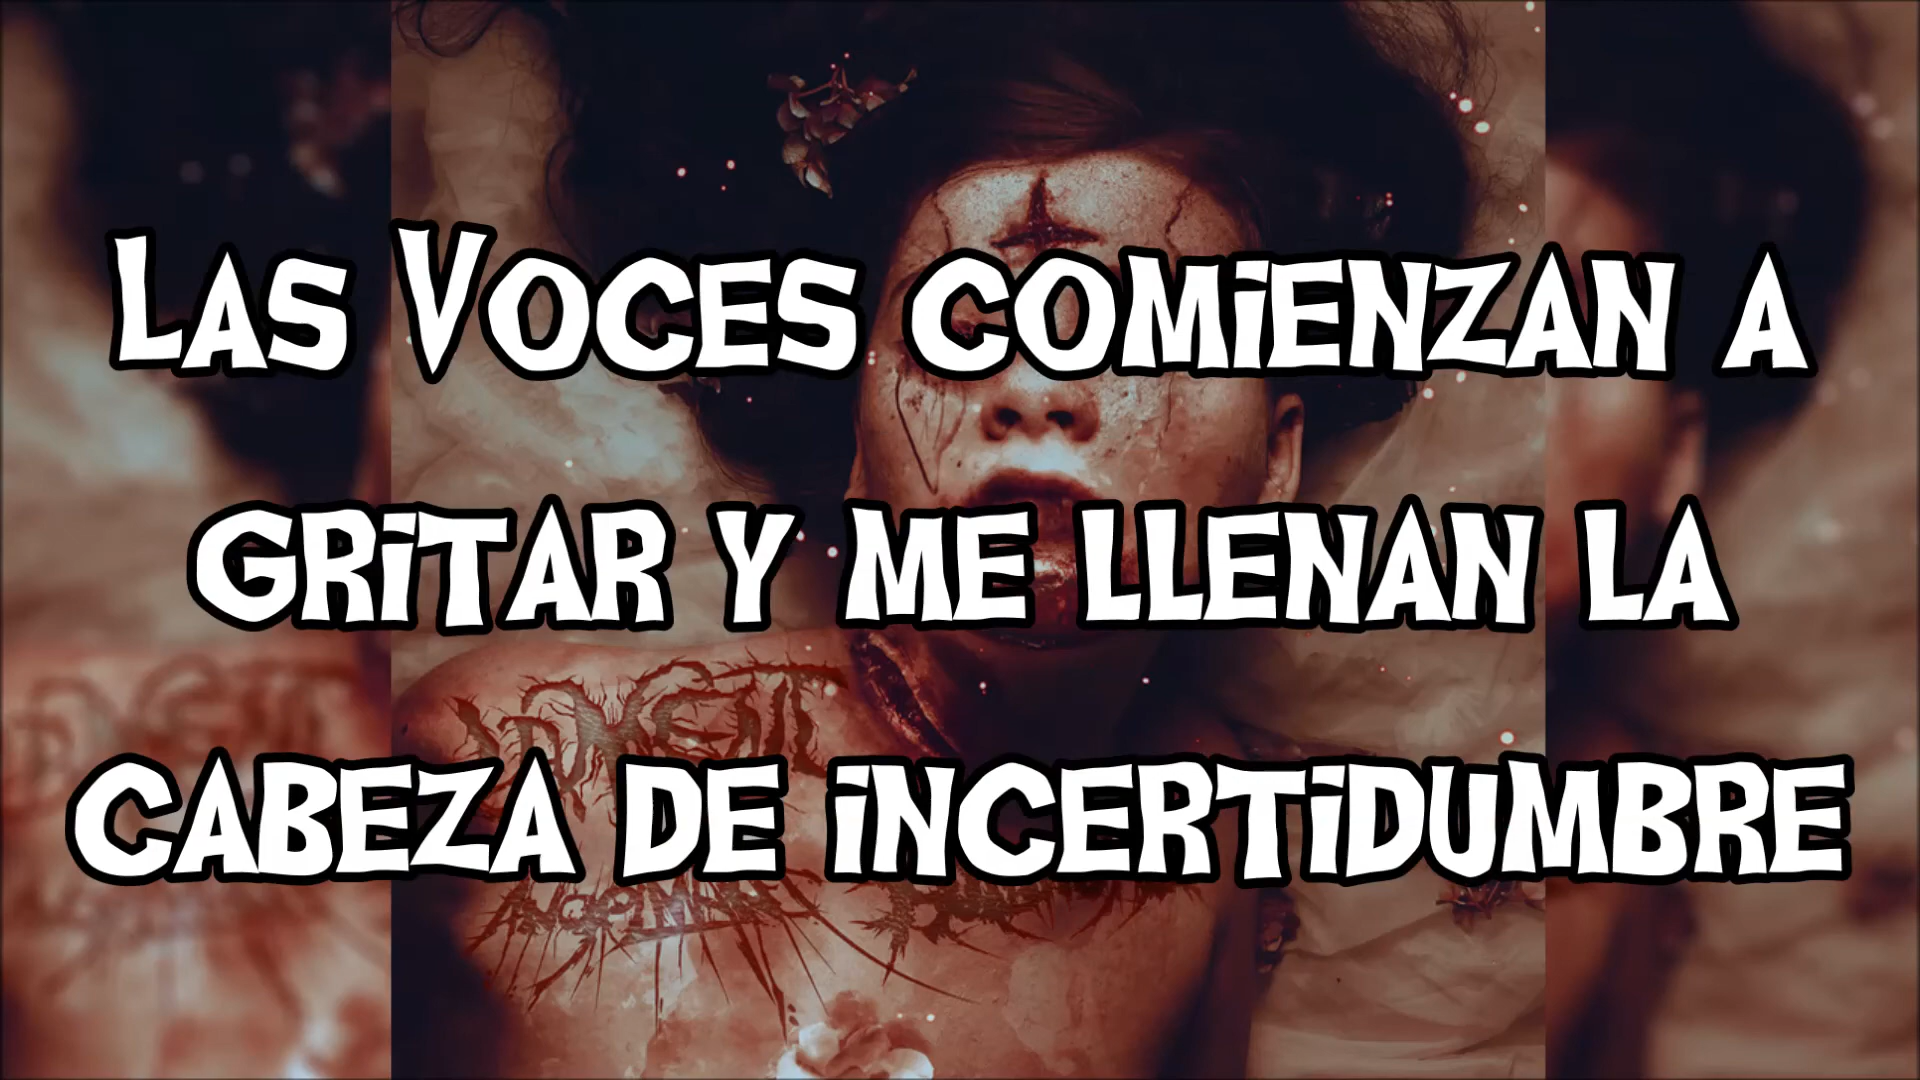 LAS VOCES COMIENZAN A
GRITAR Y ME LLENAN LA
CABEZA DE INCERTIDUMBRE